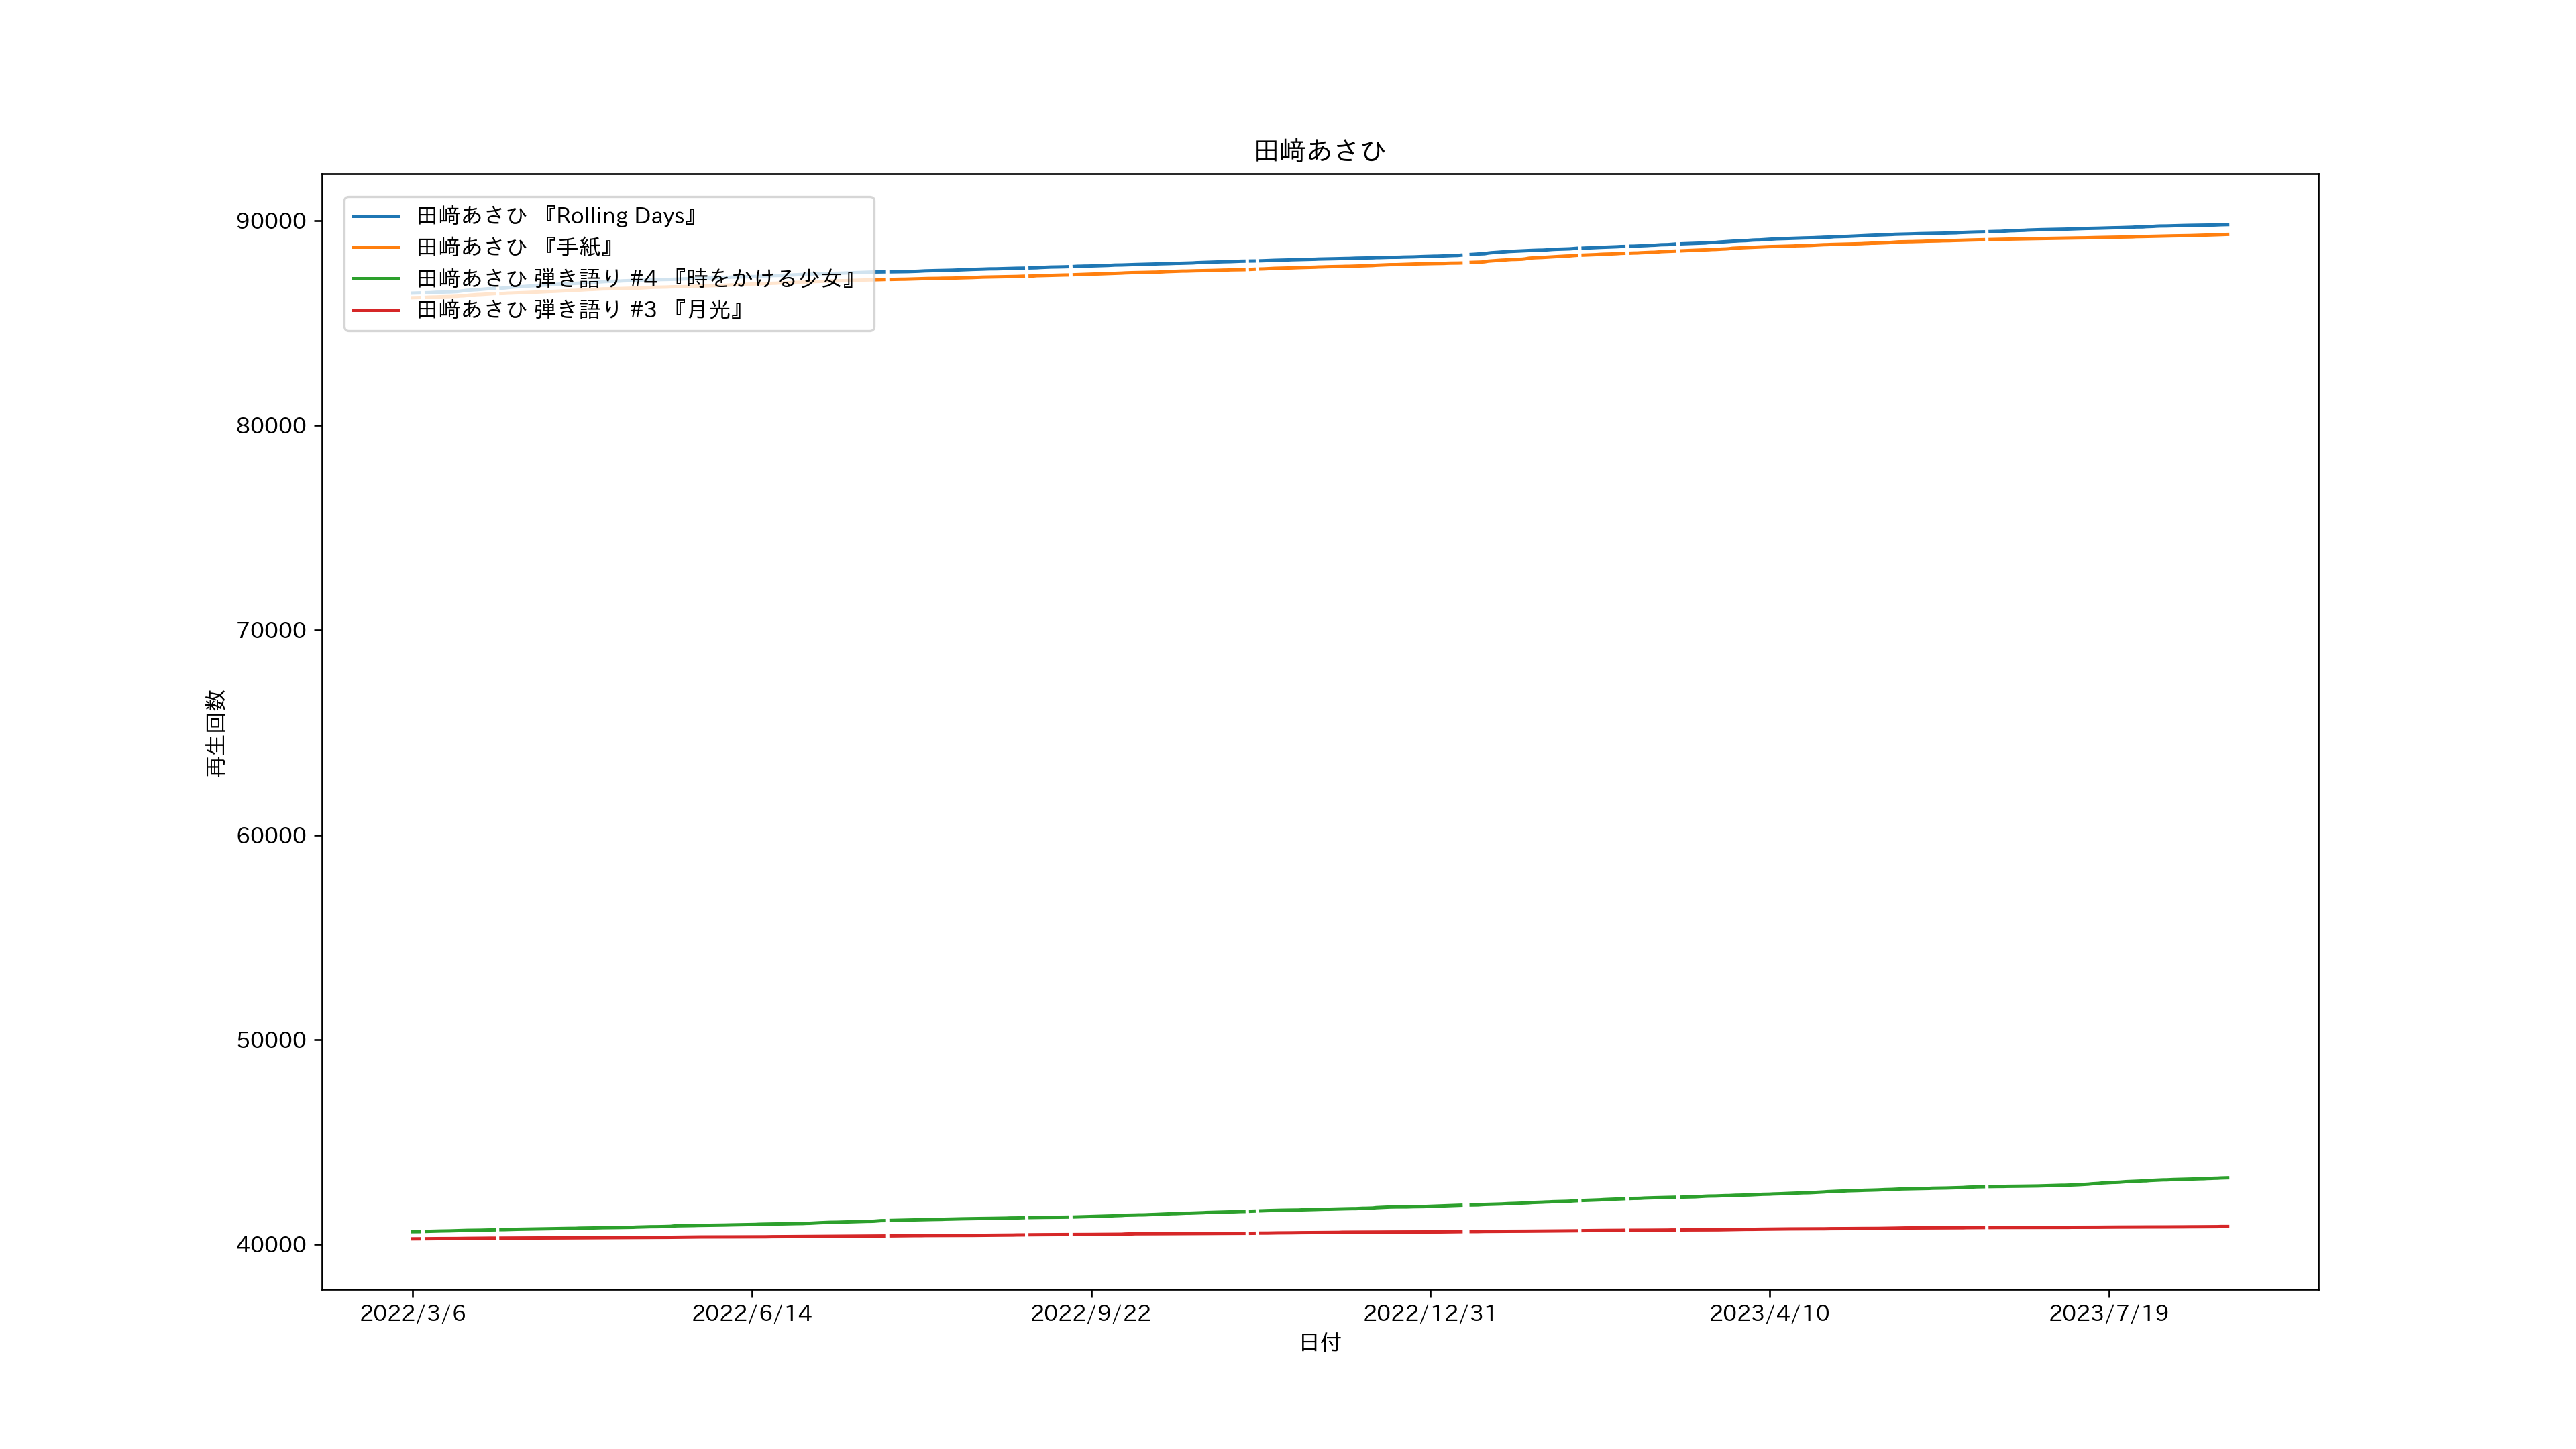 田﨑あさひ
田﨑あさひ 『Rolling Days』
田﨑あさひ 『手紙』
田﨑あさひ 弾き語り #4 『時をかける少女』
田﨑あさひ 弾き語り #3 『月光』
90000
80000
70000
60000
50000
40000
再生回数
2022/3/6
2022/6/14
2022/9/22
2022/12/31
2023/4/10
2023/7/19
日付